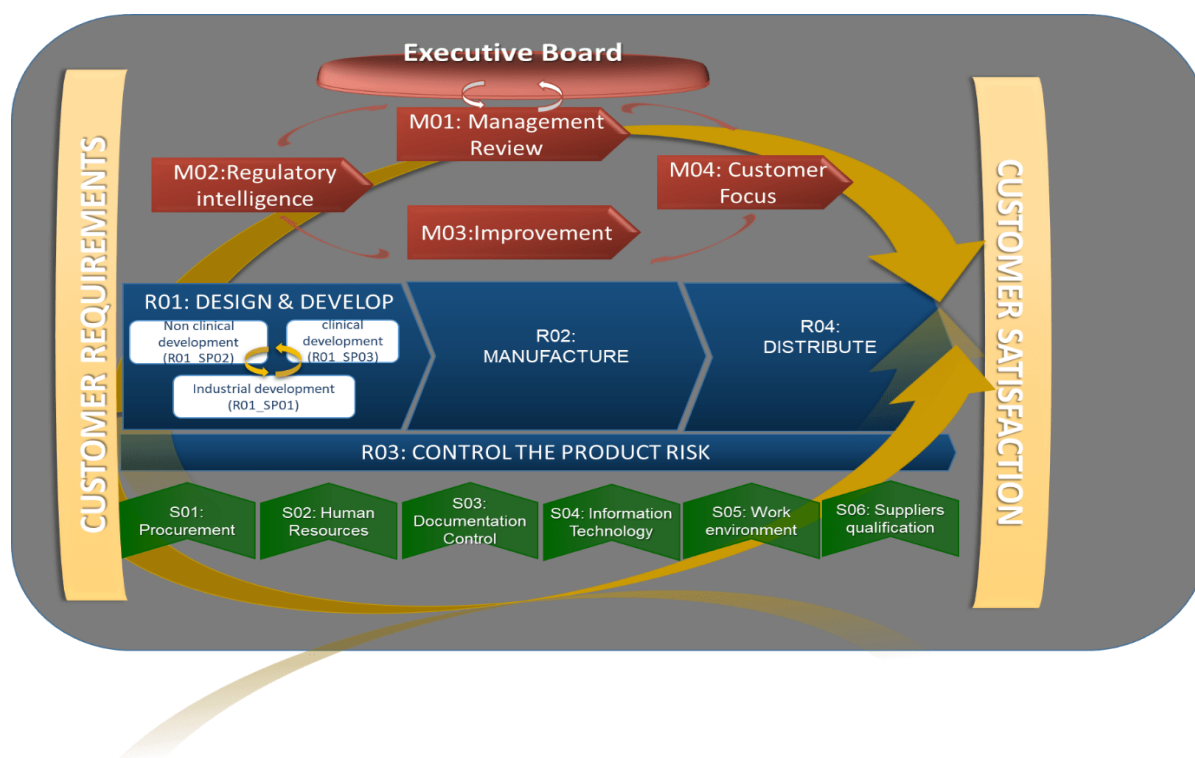 Executive Board
M01: Management
Review
M02:Regulatory
intelligence
M04: Customer
Focus
M03:Improvement
CUSTOMER REQUIREMENTS
R01: DESIGN & DEVELOP
Non clinical
development
(R01_SP02)
clinical
development
(R01_SP03)
Industrial development
(R01_SP01)
R02:
MANUFACTURE
R04:
DISTRIBUTE
CUSTOMER SATISFACTION
R03: CONTROL THE PRODUCT RISK
S01:
Procurement
S02: Human
Resources
S03:
Documentation
Control
S04: Information
Technology
S05: Work
environment
S06: Suppliers
qualification